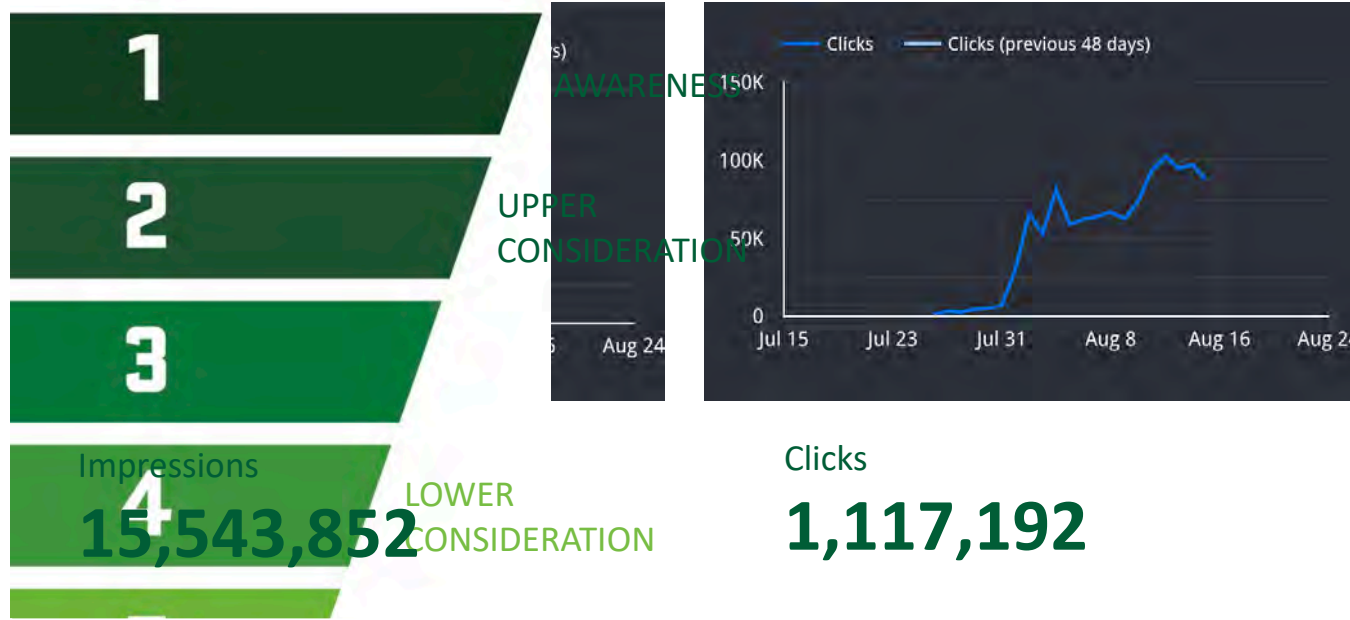 1
2
3
4
AWARENESS
UPPER
CONSIDERATION
LOWER
CONSIDERATION
s)
Aug 24
Impressions
15,543,852
Clicks
Clicks (previous 48 days)
150K
100K
50K
0
Jul 15
Jul 23
Jul 31
Aug 8
Aug 16
Aug 2
Clicks
1,117,192